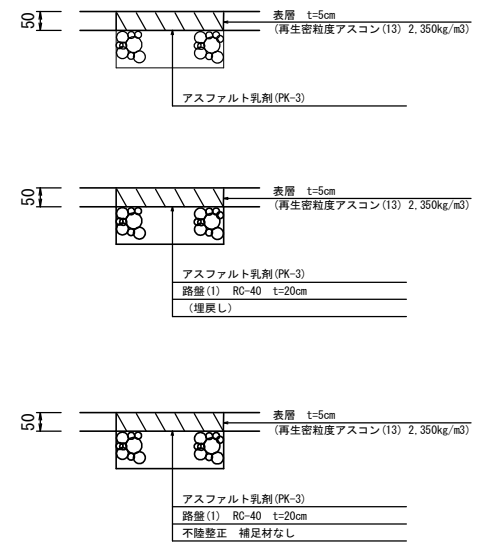 50
表層 t=5cm
(再生密粒度アスコン(13) 2,350kg/m3)
アスファルト乳剤(PK-3)
50
表層 t=5cm
(再生密粒度アスコン(13) 2,350kg/m3)
アスファルト乳剤(PK-3)
路盤(1) RC-40 t=20cm
(埋戻し)
50
表層 t=5cm
(再生密粒度アスコン(13) 2,350kg/m3)
アスファルト乳剤(PK-3)
路盤(1) RC-40 t=20cm
不陸整正 補足材なし